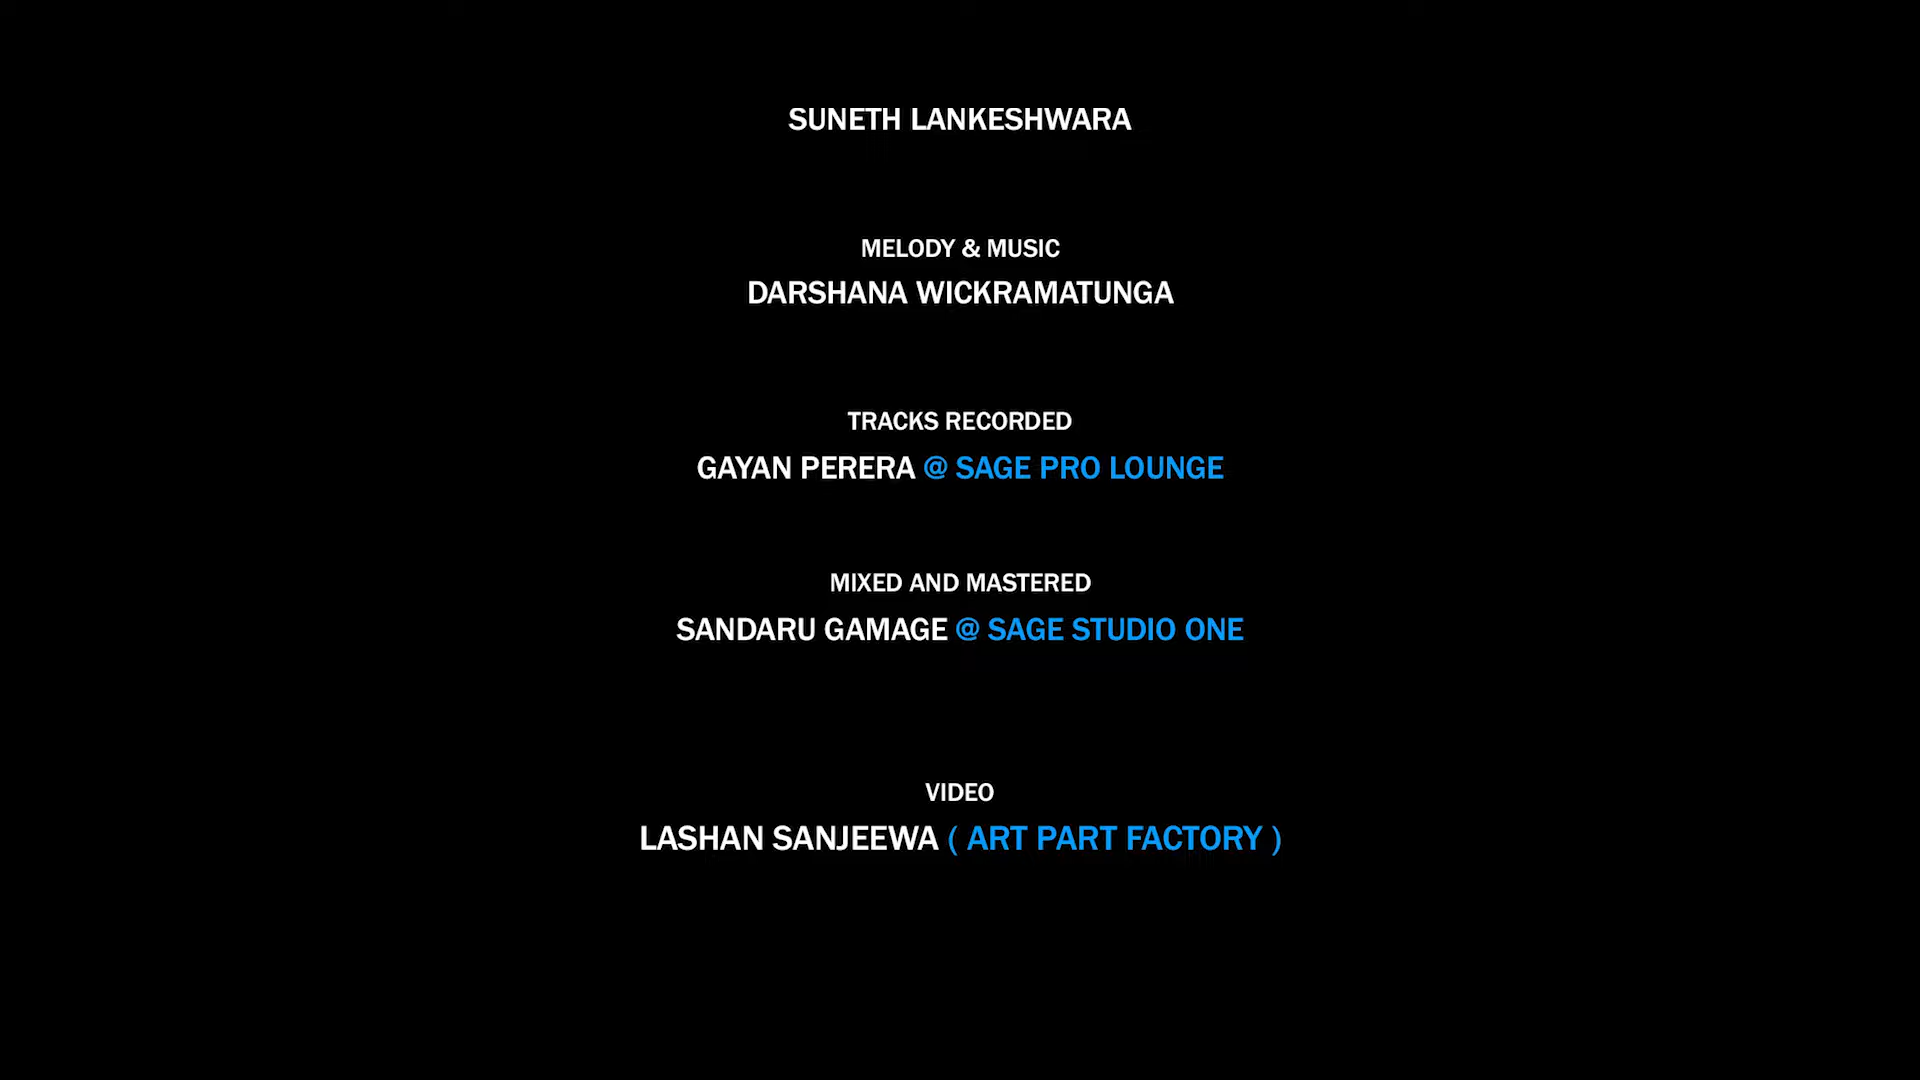 SUNETH LANKESHWARA
MELODY & MUSIC
DARSHANA WICKRAMATUNGA
TRACKS RECORDED
GAYAN PERERA @ SAGE PRO LOUNGE
MIXED AND MASTERED
SANDARU GAMAGE @ SAGE STUDIO ONE
VIDEO
LASHAN SANJEEWA ( ART PART FACTORY )